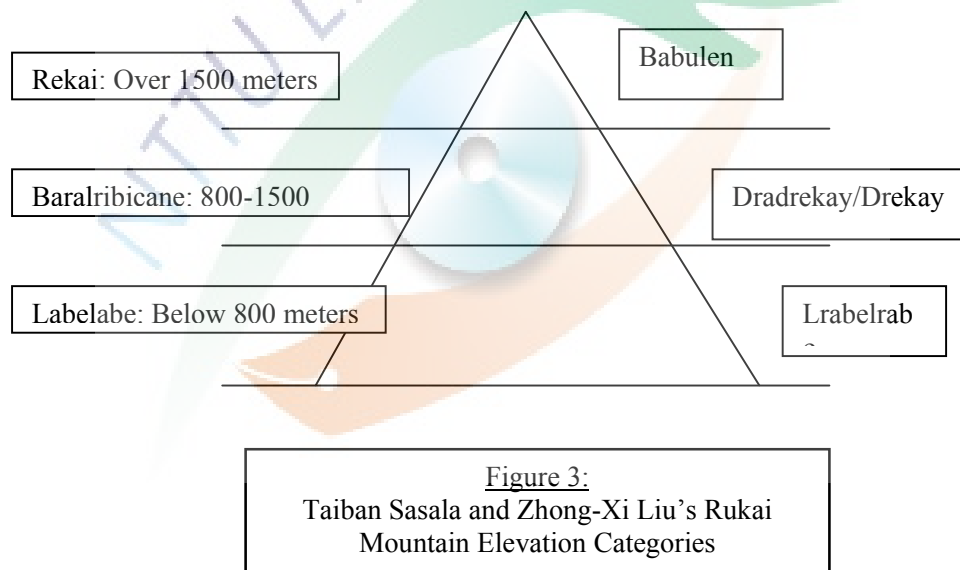 Rekai: Over 1500 meters
Babulen
Baralribicane: 800-1500
Dradrekay/Drekay
Labelabe: Below 800 meters
Lrabelrab
Figure 3:
Taiban Sasala and Zhong-Xi Liu’s Rukai
Mountain Elevation Categories
NTTU